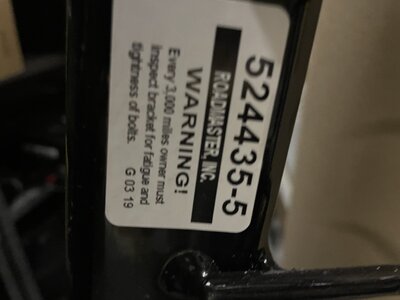 524435-5
ROADMASTER, INC.
WARNING!
Every 3,000 miles owner must
inspect bracket for fatigue and
tightness of bolts.
G 03 19